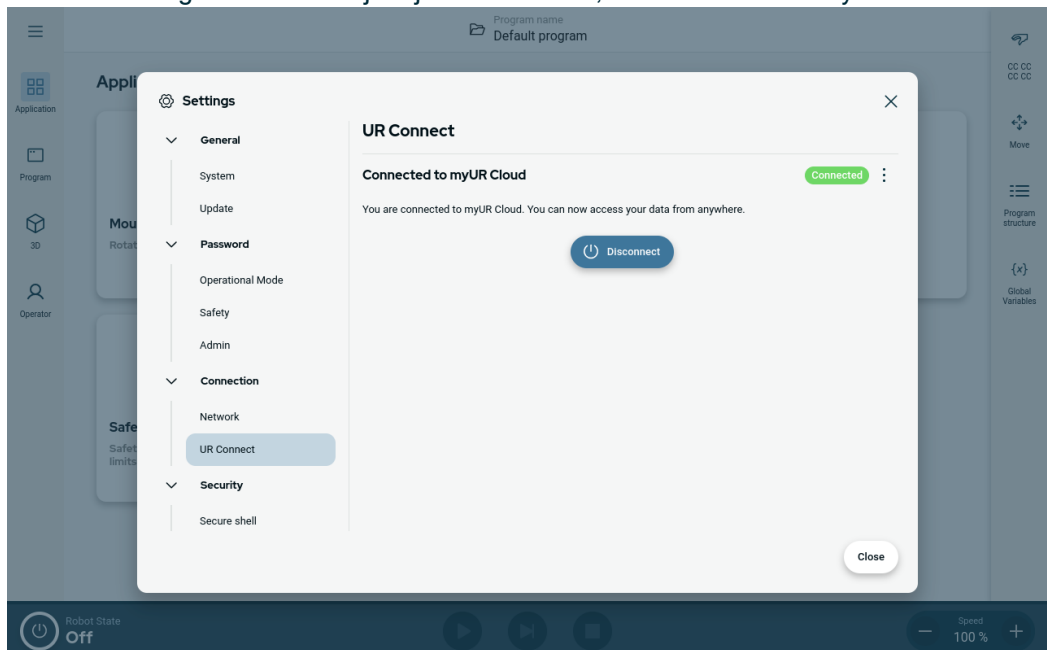 Program name
Default program
Application
Program
3D
Operator
Appli
Mou
Rotat
Safe
Safet
limits
Settings
General
System
Update
Password
Operational Mode
Safety
Admin
Connection
Network
UR Connect
Security
Secure shell
UR Connect
Connected to myUR Cloud
Connected
You are connected to myUR Cloud. You can now access your data from anywhere.
Disconnect
Close
CC CC
CC CC
Move
Program
structure
{x}
Global
Variables
Robot State
Off
Speed
100 %